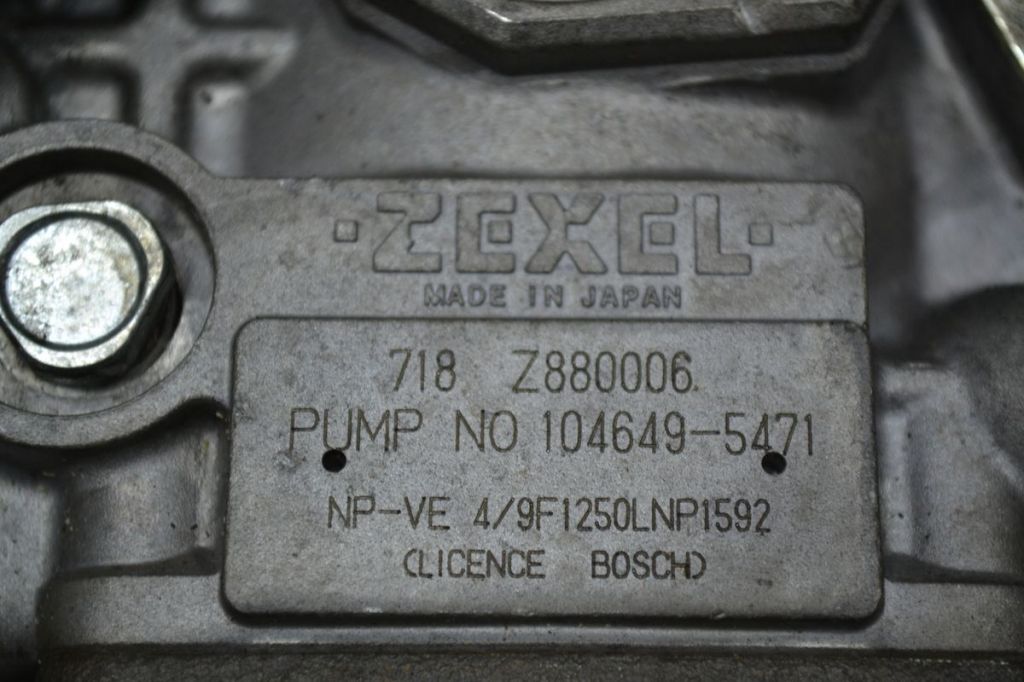 ·ZEXEL·
MADE IN JAPAN
718 Z880006
PUMP NO 104649-5471
NP-VE 4/9F1250LNP1592
(LICENCE BOSCH)